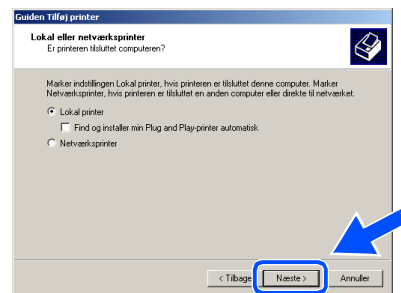 Guiden Tilføj printer
Lokal eller netværksprinter
Er printeren tilsluttet computeren?
Marker indstillingen Lokal printer, hvis printeren er tilsluttet denne computer. Marker
Netværksprinter, hvis printeren er tilsluttet en anden computer eller direkte til netværket.
Lokal printer
Find og installer min Plug and Play-printer automatisk
Netværksprinter
< Tilbage
Næste >
Annuller